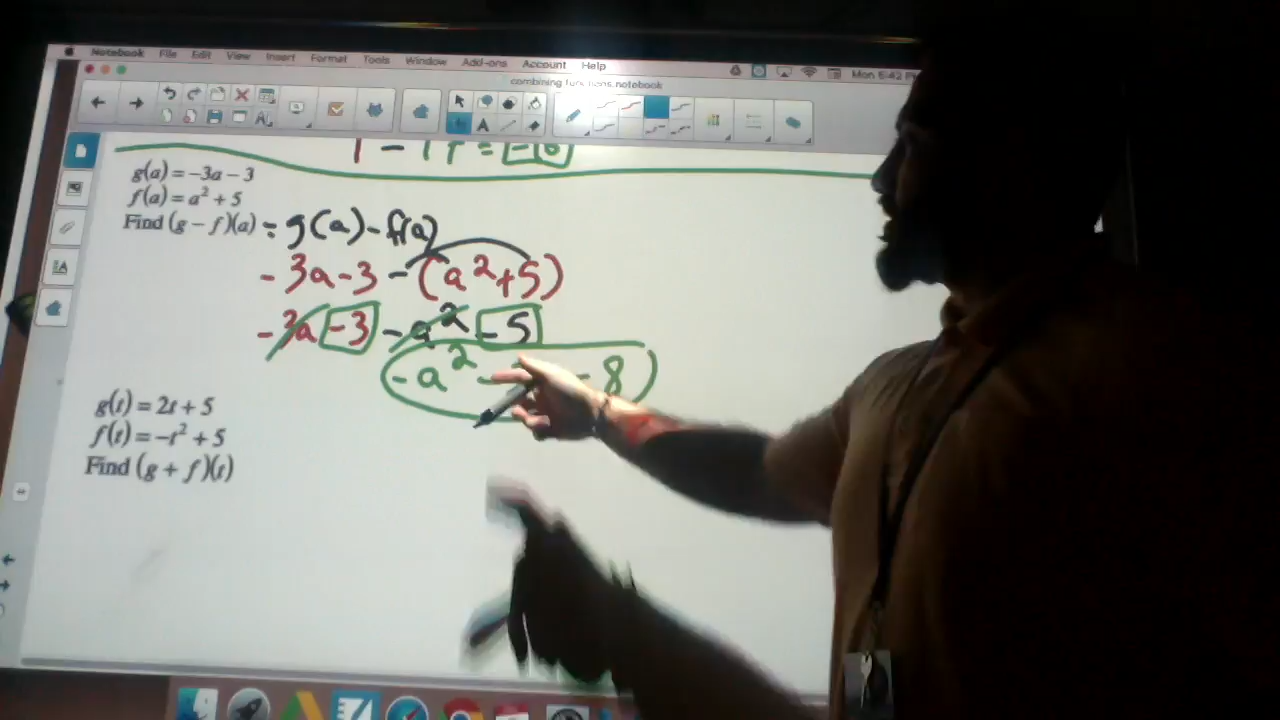 Notebook File Edit View Insert Format Tools Window Add-ons Account Help Mon 5:42 PM
combining functions.notebook
g(a) = −3a − 3
f(a) = a² + 5
Find (g − f)(a) = g(a) - f(a)
- 3a - 3 - (a² + 5)
- 3a - 3 - a² - 5
- a² - - 8
g(t) = 2t + 5
f(t) = −t² + 5
Find (g + f)(t)